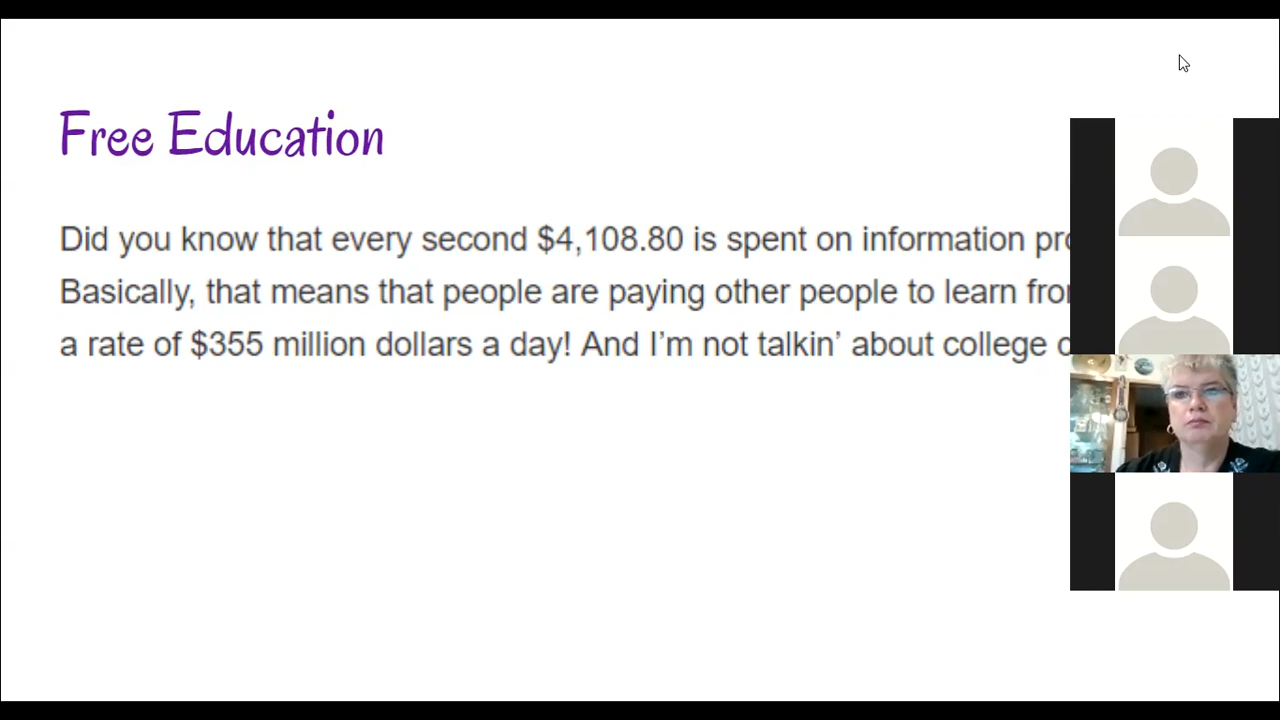 Free Education
Did you know that every second $4,108.80 is spent on information
Basically, that means that people are paying other people to learn
a rate of $355 million dollars a day! And I’m not talkin’ about college